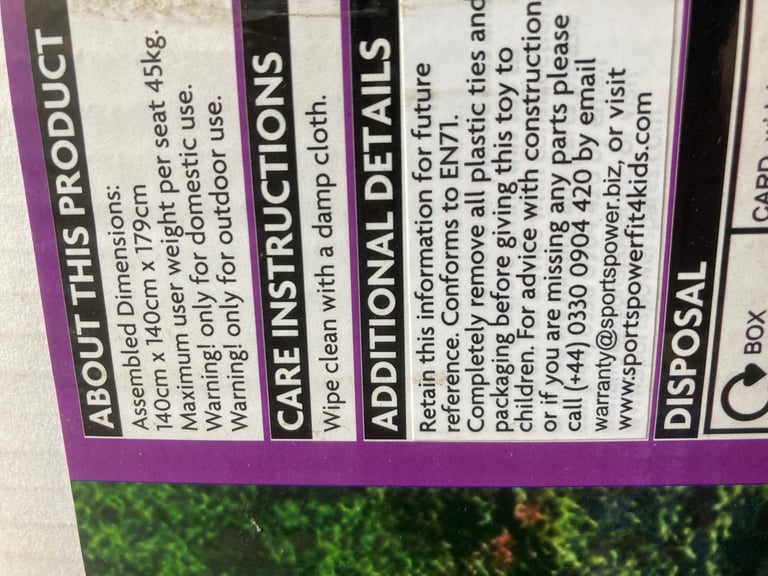 ABOUT THIS PRODUCT
Assembled Dimensions:
140cm x 140cm x 179cm
Maximum user weight per seat 45kg.
Warning! only for domestic use.
Warning! only for outdoor use.
CARE INSTRUCTIONS
Wipe clean with a damp cloth.
ADDITIONAL DETAILS
Retain this information for future
reference. Conforms to EN71.
Completely remove all plastic ties and
packaging before giving this toy to
children. For advice with construction
or if you are missing any parts please
call (+44) 0330 0904 420 by email
warranty@sportspower.biz, or visit
www.sportspowerfit4kids.com
DISPOSAL
BOX
CARD